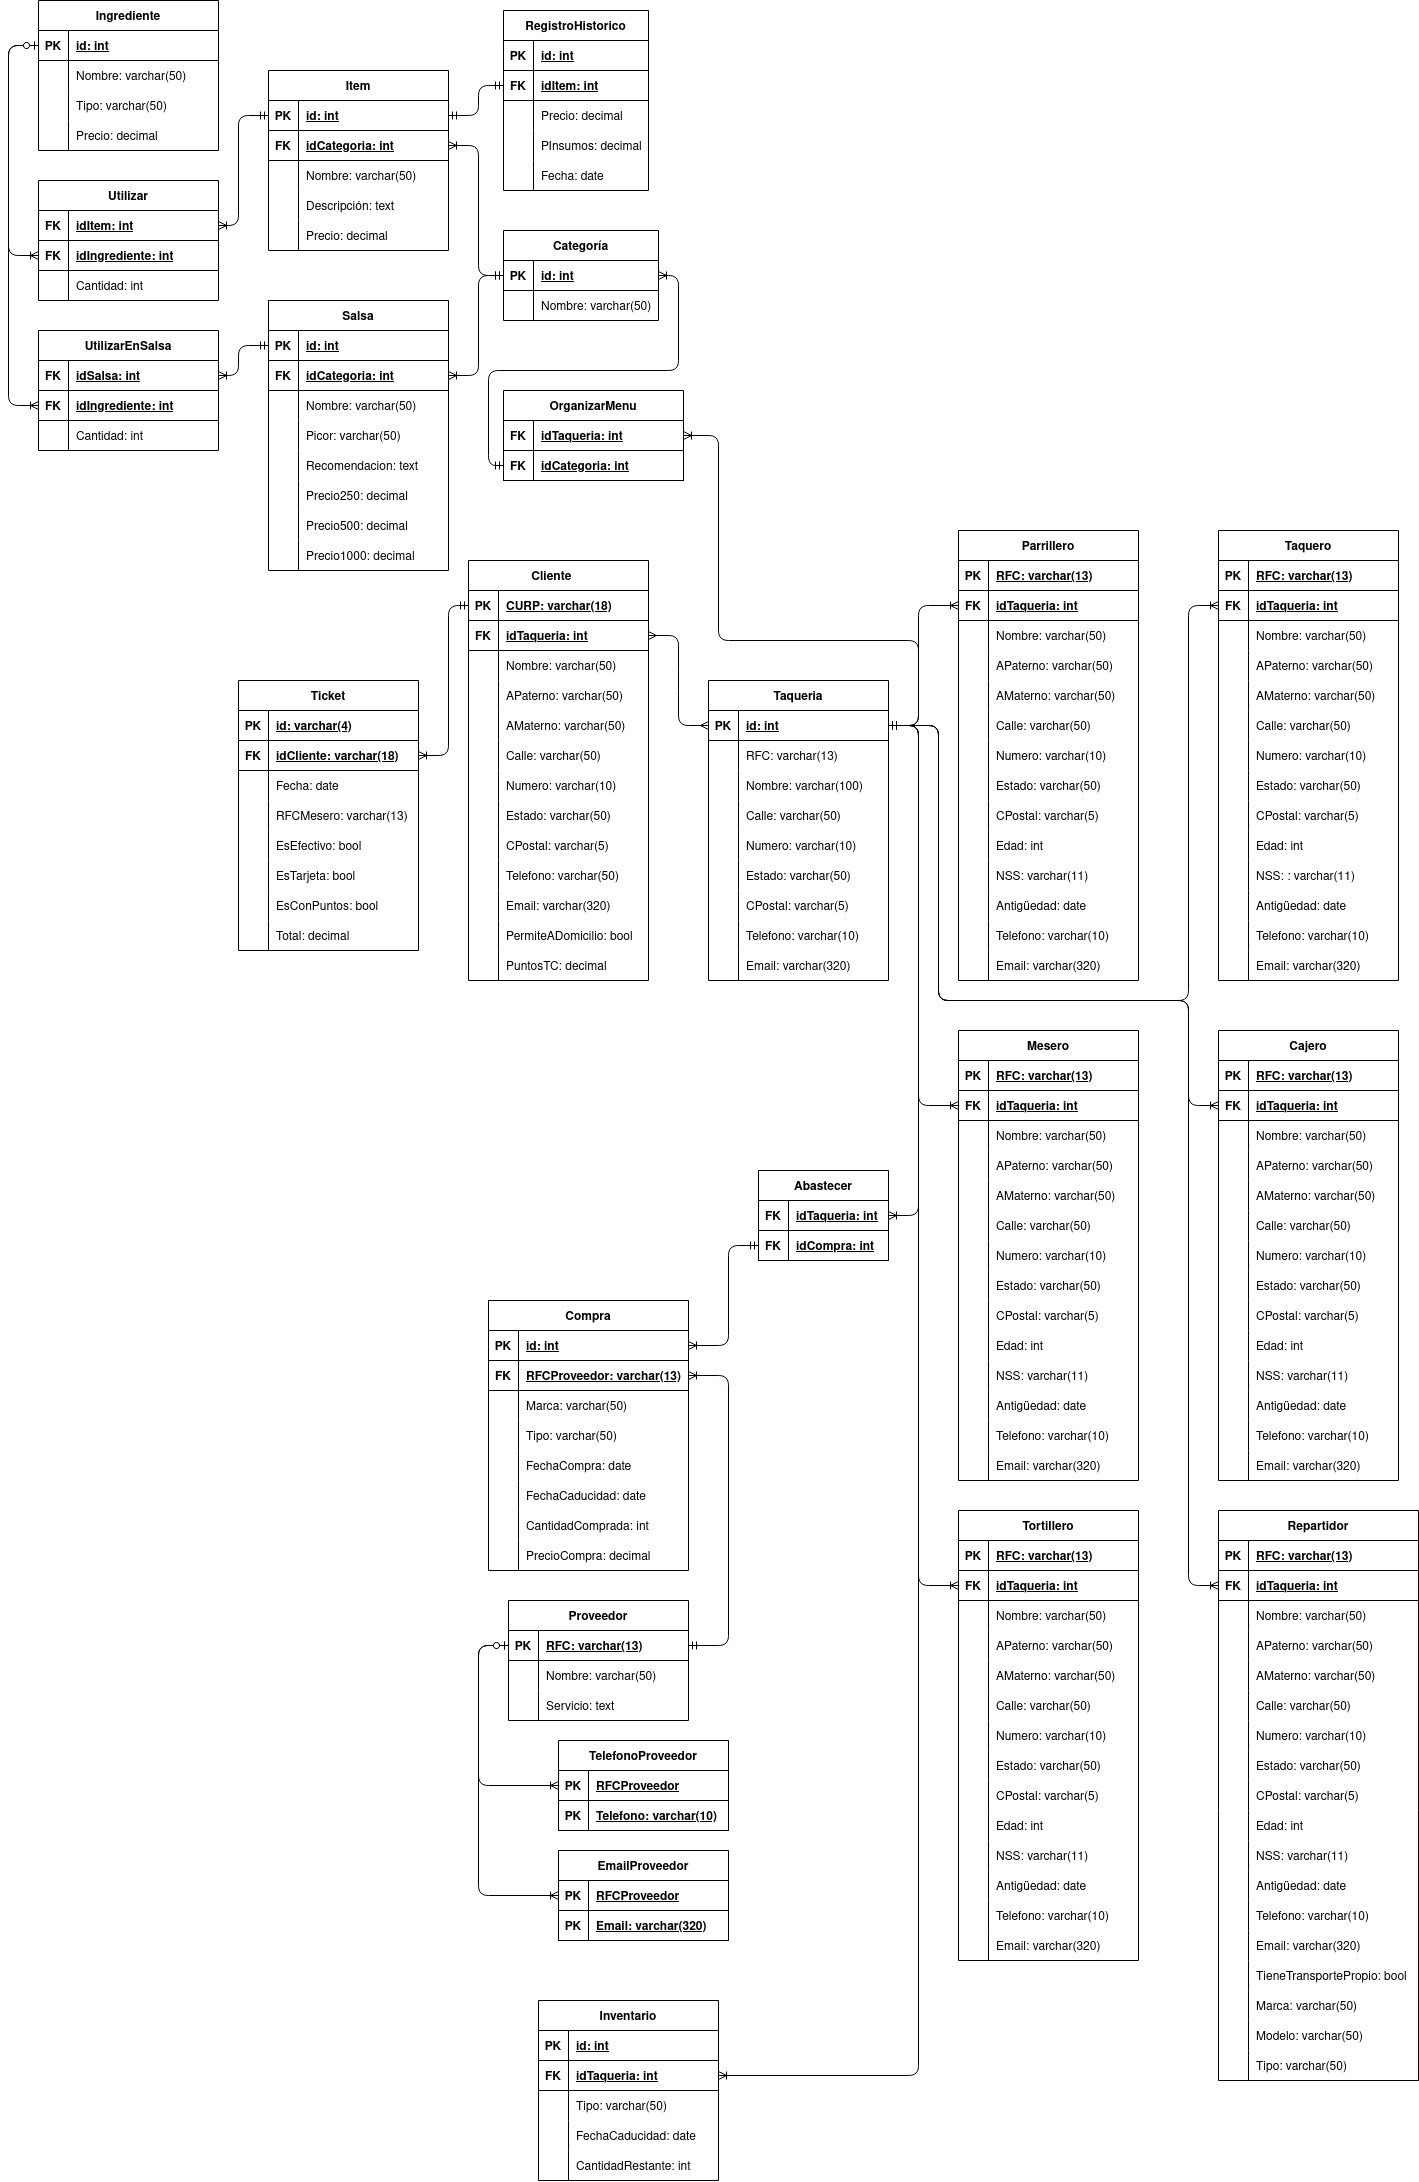 Ingrediente
PK id: int
Nombre: varchar(50)
Tipo: varchar(50)
Precio: decimal
Utilizar
FK idItem: int
FK idIngrediente: int
Cantidad: int
UtilizarEnSalsa
FK idSalsa: int
FK idIngrediente: int
Cantidad: int
Item
PK id: int
FK idCategoria: int
Nombre: varchar(50)
Descripción: text
Precio: decimal
Salsa
PK id: int
FK idCategoria: int
Nombre: varchar(50)
Picor: varchar(50)
Recomendacion: text
Precio250: decimal
Precio500: decimal
Precio1000: decimal
RegistroHistorico
PK id: int
FK idItem: int
Precio: decimal
PInsumos: decimal
Fecha: date
Categoría
PK id: int
Nombre: varchar(50)
OrganizarMenu
FK idTaqueria: int
FK idCategoria: int
Ticket
PK id: varchar(4)
FK idCliente: varchar(18)
Fecha: date
RFCMesero: varchar(13)
EsEfectivo: bool
EsTarjeta: bool
EsConPuntos: bool
Total: decimal
Cliente
PK CURP: varchar(18)
FK idTaqueria: int
Nombre: varchar(50)
APaterno: varchar(50)
AMaterno: varchar(50)
Calle: varchar(50)
Numero: varchar(10)
Estado: varchar(50)
CPostal: varchar(5)
Telefono: varchar(50)
Email: varchar(320)
PermiteADomicilio: bool
PuntosTC: decimal
Taqueria
PK id: int
RFC: varchar(13)
Nombre: varchar(100)
Calle: varchar(50)
Numero: varchar(10)
Estado: varchar(50)
CPostal: varchar(5)
Telefono: varchar(10)
Email: varchar(320)
Parrillero
PK RFC: varchar(13)
FK idTaqueria: int
Nombre: varchar(50)
APaterno: varchar(50)
AMaterno: varchar(50)
Calle: varchar(50)
Numero: varchar(10)
Estado: varchar(50)
CPostal: varchar(5)
Edad: int
NSS: varchar(11)
Antigüedad: date
Telefono: varchar(10)
Email: varchar(320)
Taquero
PK RFC: varchar(13)
FK idTaqueria: int
Nombre: varchar(50)
APaterno: varchar(50)
AMaterno: varchar(50)
Calle: varchar(50)
Numero: varchar(10)
Estado: varchar(50)
CPostal: varchar(5)
Edad: int
NSS: : varchar(11)
Antigüedad: date
Telefono: varchar(10)
Email: varchar(320)
Mesero
PK RFC: varchar(13)
FK idTaqueria: int
Nombre: varchar(50)
APaterno: varchar(50)
AMaterno: varchar(50)
Calle: varchar(50)
Numero: varchar(10)
Estado: varchar(50)
CPostal: varchar(5)
Edad: int
NSS: varchar(11)
Antigüedad: date
Telefono: varchar(10)
Email: varchar(320)
Cajero
PK RFC: varchar(13)
FK idTaqueria: int
Nombre: varchar(50)
APaterno: varchar(50)
AMaterno: varchar(50)
Calle: varchar(50)
Numero: varchar(10)
Estado: varchar(50)
CPostal: varchar(5)
Edad: int
NSS: varchar(11)
Antigüedad: date
Telefono: varchar(10)
Email: varchar(320)
Abastecer
FK idTaqueria: int
FK idCompra: int
Compra
PK id: int
FK RFCProveedor: varchar(13)
Marca: varchar(50)
Tipo: varchar(50)
FechaCompra: date
FechaCaducidad: date
CantidadComprada: int
PrecioCompra: decimal
Proveedor
PK RFC: varchar(13)
Nombre: varchar(50)
Servicio: text
TelefonoProveedor
PK RFCProveedor
PK Telefono: varchar(10)
EmailProveedor
PK RFCProveedor
PK Email: varchar(320)
Tortillero
PK RFC: varchar(13)
FK idTaqueria: int
Nombre: varchar(50)
APaterno: varchar(50)
AMaterno: varchar(50)
Calle: varchar(50)
Numero: varchar(10)
Estado: varchar(50)
CPostal: varchar(5)
Edad: int
NSS: varchar(11)
Antigüedad: date
Telefono: varchar(10)
Email: varchar(320)
Repartidor
PK RFC: varchar(13)
FK idTaqueria: int
Nombre: varchar(50)
APaterno: varchar(50)
AMaterno: varchar(50)
Calle: varchar(50)
Numero: varchar(10)
Estado: varchar(50)
CPostal: varchar(5)
Edad: int
NSS: varchar(11)
Antigüedad: date
Telefono: varchar(10)
Email: varchar(320)
TieneTransportePropio: bool
Marca: varchar(50)
Modelo: varchar(50)
Tipo: varchar(50)
Inventario
PK id: int
FK idTaqueria: int
Tipo: varchar(50)
FechaCaducidad: date
CantidadRestante: int